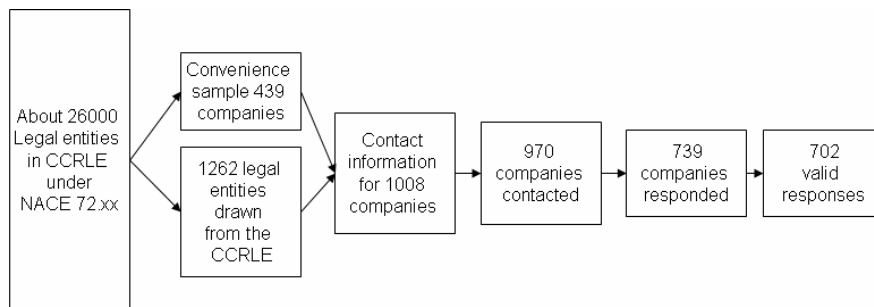 About 26000
Legal entities
in CCRLE
under
NACE 72.xx
Convenience
sample 439
companies
1262 legal
entities
drawn
from the
CCRLE
Contact
information
for 1008
companies
970
companies
contacted
739
companies
responded
702
valid
responses